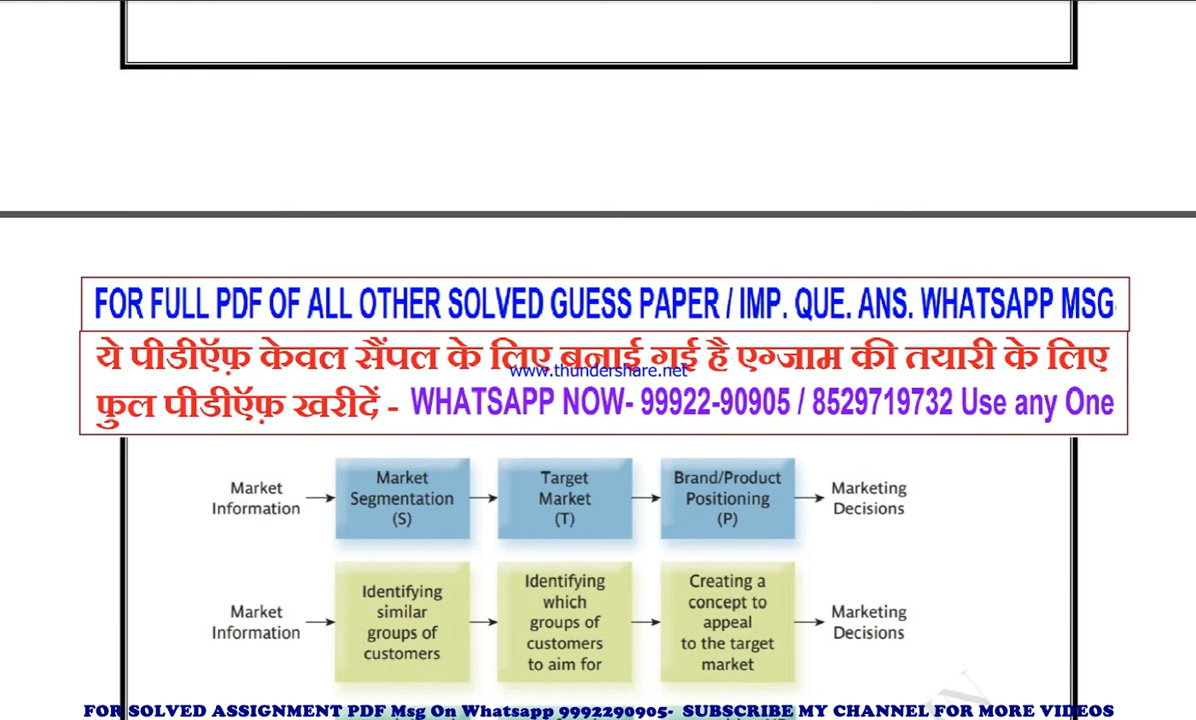 FOR FULL PDF OF ALL OTHER SOLVED GUESS PAPER / IMP. QUE. ANS. WHATSAPP MSG
ये पीडीऍफ़ केवल सैंपल के लिए बनाई गई है एग्जाम की तयारी के लिए
www.thundershare.net
फुल पीडीऍफ़ खरीदें - WHATSAPP NOW- 99922-90905 / 8529719732 Use any One
Market
Information
Market
Segmentation
(S)
Target
Market
(T)
Brand/Product
Positioning
(P)
Marketing
Decisions
Market
Information
Identifying
similar
groups of
customers
Identifying
which
groups of
customers
to aim for
Creating a
concept to
appeal
to the target
market
Marketing
Decisions
FOR SOLVED ASSIGNMENT PDF Msg On Whatsapp 9992290905- SUBSCRIBE MY CHANNEL FOR MORE VIDEOS